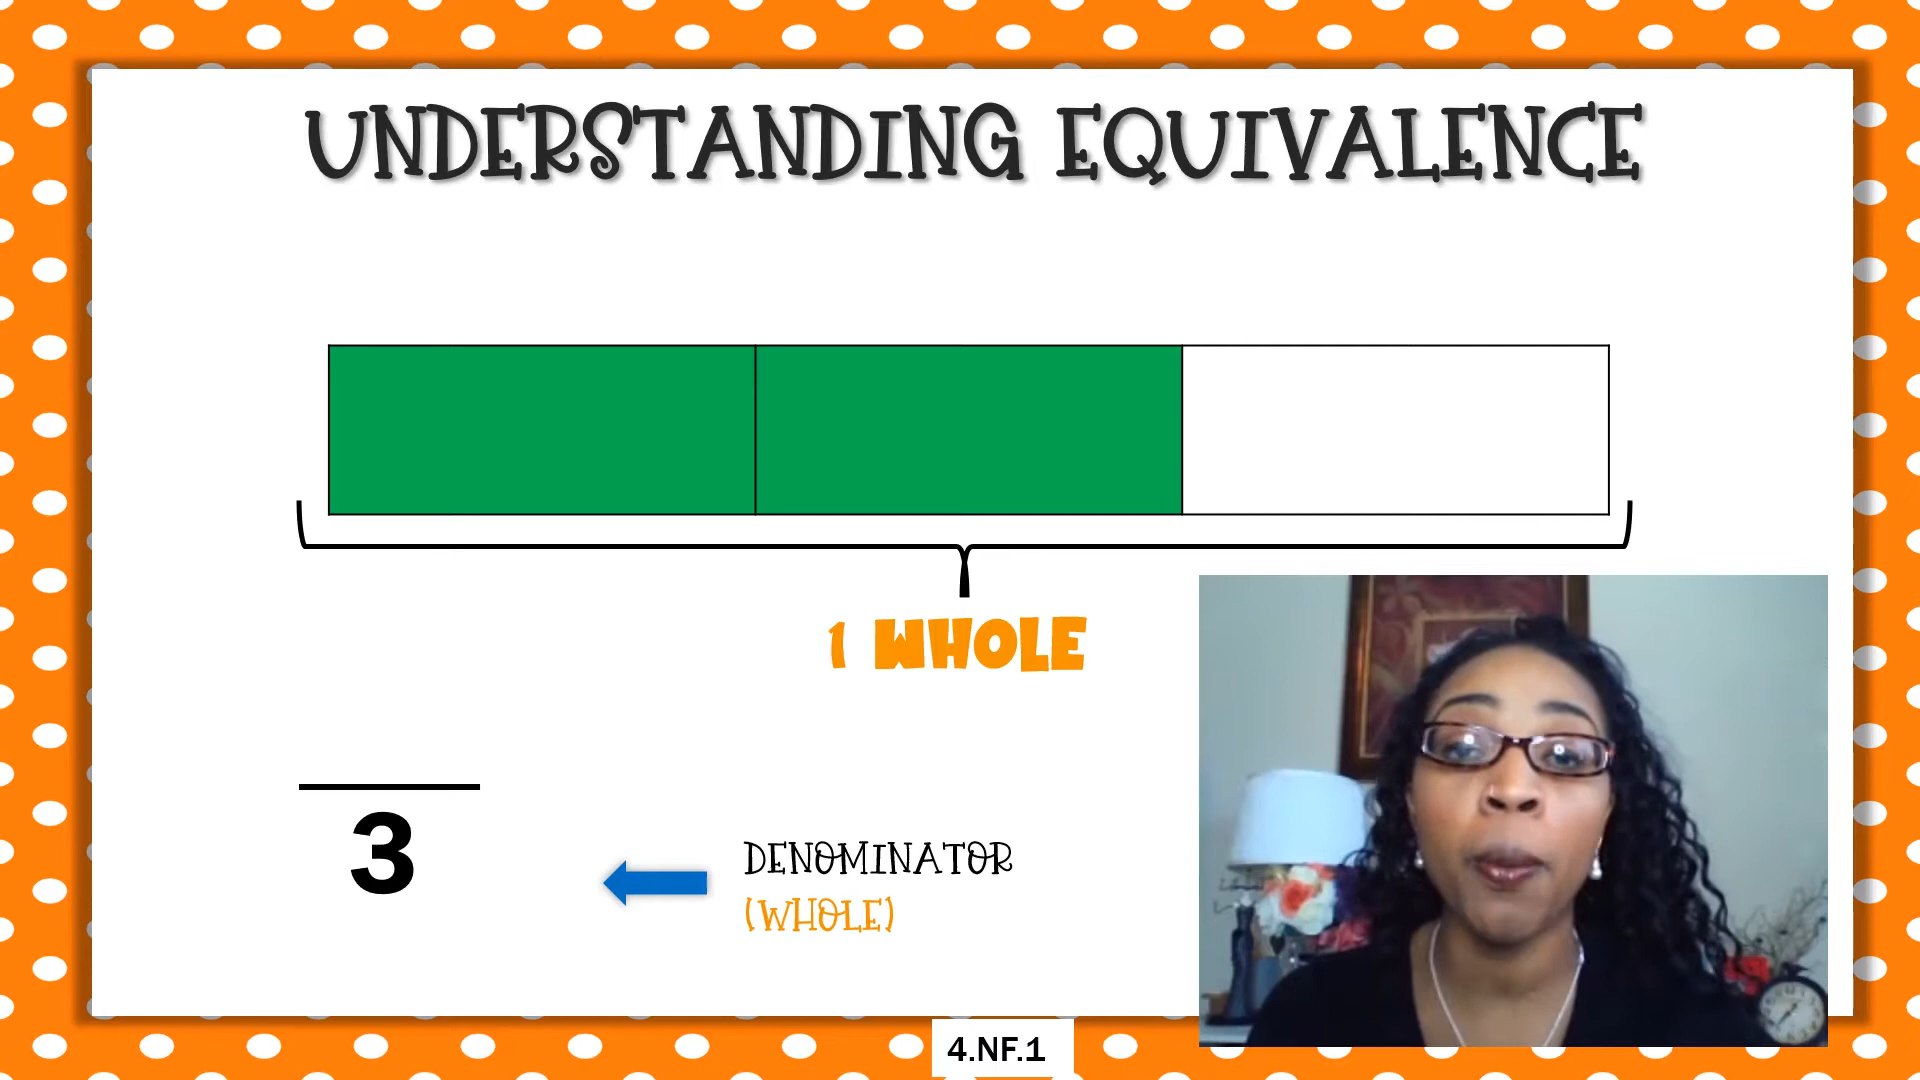 UNDERSTANDING EQUIVALENCE
1 WHOLE
3
DENOMINATOR
(WHOLE)
4.NF.1